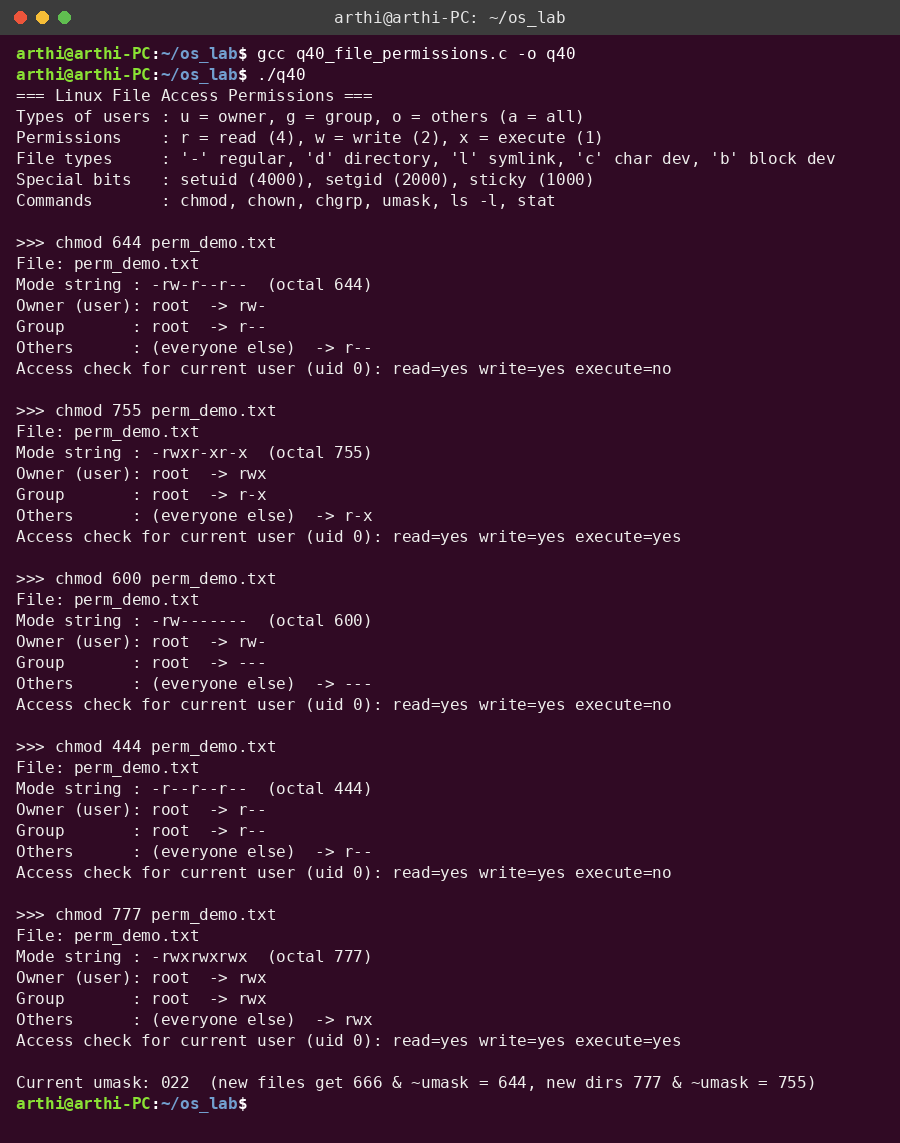 arthi@arthi-PC: ~/os_lab
arthi@arthi-PC:~/os_lab$ gcc q40_file_permissions.c -o q40
arthi@arthi-PC:~/os_lab$ ./q40
=== Linux File Access Permissions ===
Types of users : u = owner, g = group, o = others (a = all)
Permissions    : r = read (4), w = write (2), x = execute (1)
File types     : '-' regular, 'd' directory, 'l' symlink, 'c' char dev, 'b' block dev
Special bits   : setuid (4000), setgid (2000), sticky (1000)
Commands       : chmod, chown, chgrp, umask, ls -l, stat

>>> chmod 644 perm_demo.txt
File: perm_demo.txt
Mode string : -rw-r--r--  (octal 644)
Owner (user): root  -> rw-
Group       : root  -> r--
Others      : (everyone else)  -> r--
Access check for current user (uid 0): read=yes write=yes execute=no

>>> chmod 755 perm_demo.txt
File: perm_demo.txt
Mode string : -rwxr-xr-x  (octal 755)
Owner (user): root  -> rwx
Group       : root  -> r-x
Others      : (everyone else)  -> r-x
Access check for current user (uid 0): read=yes write=yes execute=yes

>>> chmod 600 perm_demo.txt
File: perm_demo.txt
Mode string : -rw-------  (octal 600)
Owner (user): root  -> rw-
Group       : root  -> ---
Others      : (everyone else)  -> ---
Access check for current user (uid 0): read=yes write=yes execute=no

>>> chmod 444 perm_demo.txt
File: perm_demo.txt
Mode string : -r--r--r--  (octal 444)
Owner (user): root  -> r--
Group       : root  -> r--
Others      : (everyone else)  -> r--
Access check for current user (uid 0): read=yes write=yes execute=no

>>> chmod 777 perm_demo.txt
File: perm_demo.txt
Mode string : -rwxrwxrwx  (octal 777)
Owner (user): root  -> rwx
Group       : root  -> rwx
Others      : (everyone else)  -> rwx
Access check for current user (uid 0): read=yes write=yes execute=yes

Current umask: 022  (new files get 666 & ~umask = 644, new dirs 777 & ~umask = 755)
arthi@arthi-PC:~/os_lab$